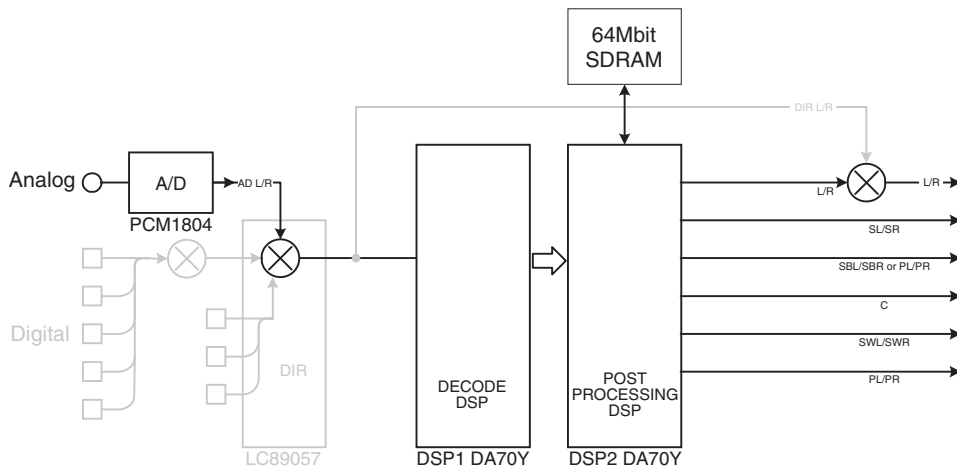 64Mbit
SDRAM
DIR L/R
Analog
A/D
AD L/R
PCM1804
L/R
L/R
SL/SR
SBL/SBR or PL/PR
C
SWL/SWR
PL/PR
Digital
DIR
DECODE
DSP
POST
PROCESSING
DSP
LC89057
DSP1 DA70Y
DSP2 DA70Y